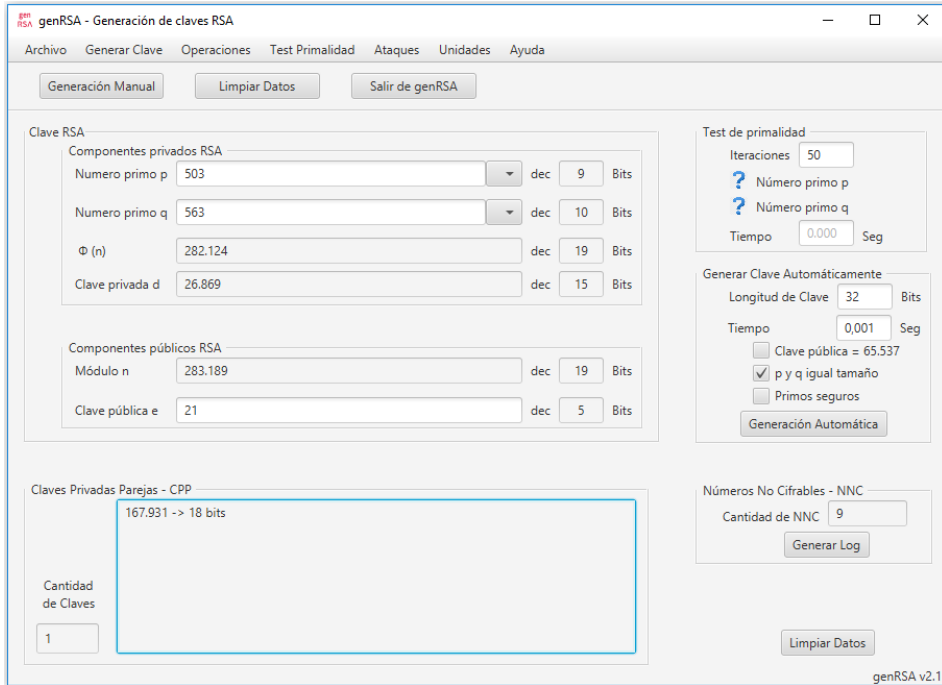 gen RSA genRSA - Generación de claves RSA
Archivo Generar Clave Operaciones Test Primalidad Ataques Unidades Ayuda
Generación Manual Limpiar Datos Salir de genRSA
Clave RSA
Componentes privados RSA
Numero primo p 503 dec 9 Bits
Numero primo q 563 dec 10 Bits
Φ (n) 282.124 dec 19 Bits
Clave privada d 26.869 dec 15 Bits
Componentes públicos RSA
Módulo n 283.189 dec 19 Bits
Clave pública e 21 dec 5 Bits
Test de primalidad
Iteraciones 50
? Número primo p
? Número primo q
Tiempo 0.000 Seg
Generar Clave Automáticamente
Longitud de Clave 32 Bits
Tiempo 0,001 Seg
Clave pública = 65.537
p y q igual tamaño
Primos seguros
Generación Automática
Claves Privadas Parejas - CPP
167.931 -> 18 bits
Cantidad
de Claves
1
Números No Cifrables - NNC
Cantidad de NNC 9
Generar Log
Limpiar Datos
genRSA v2.1